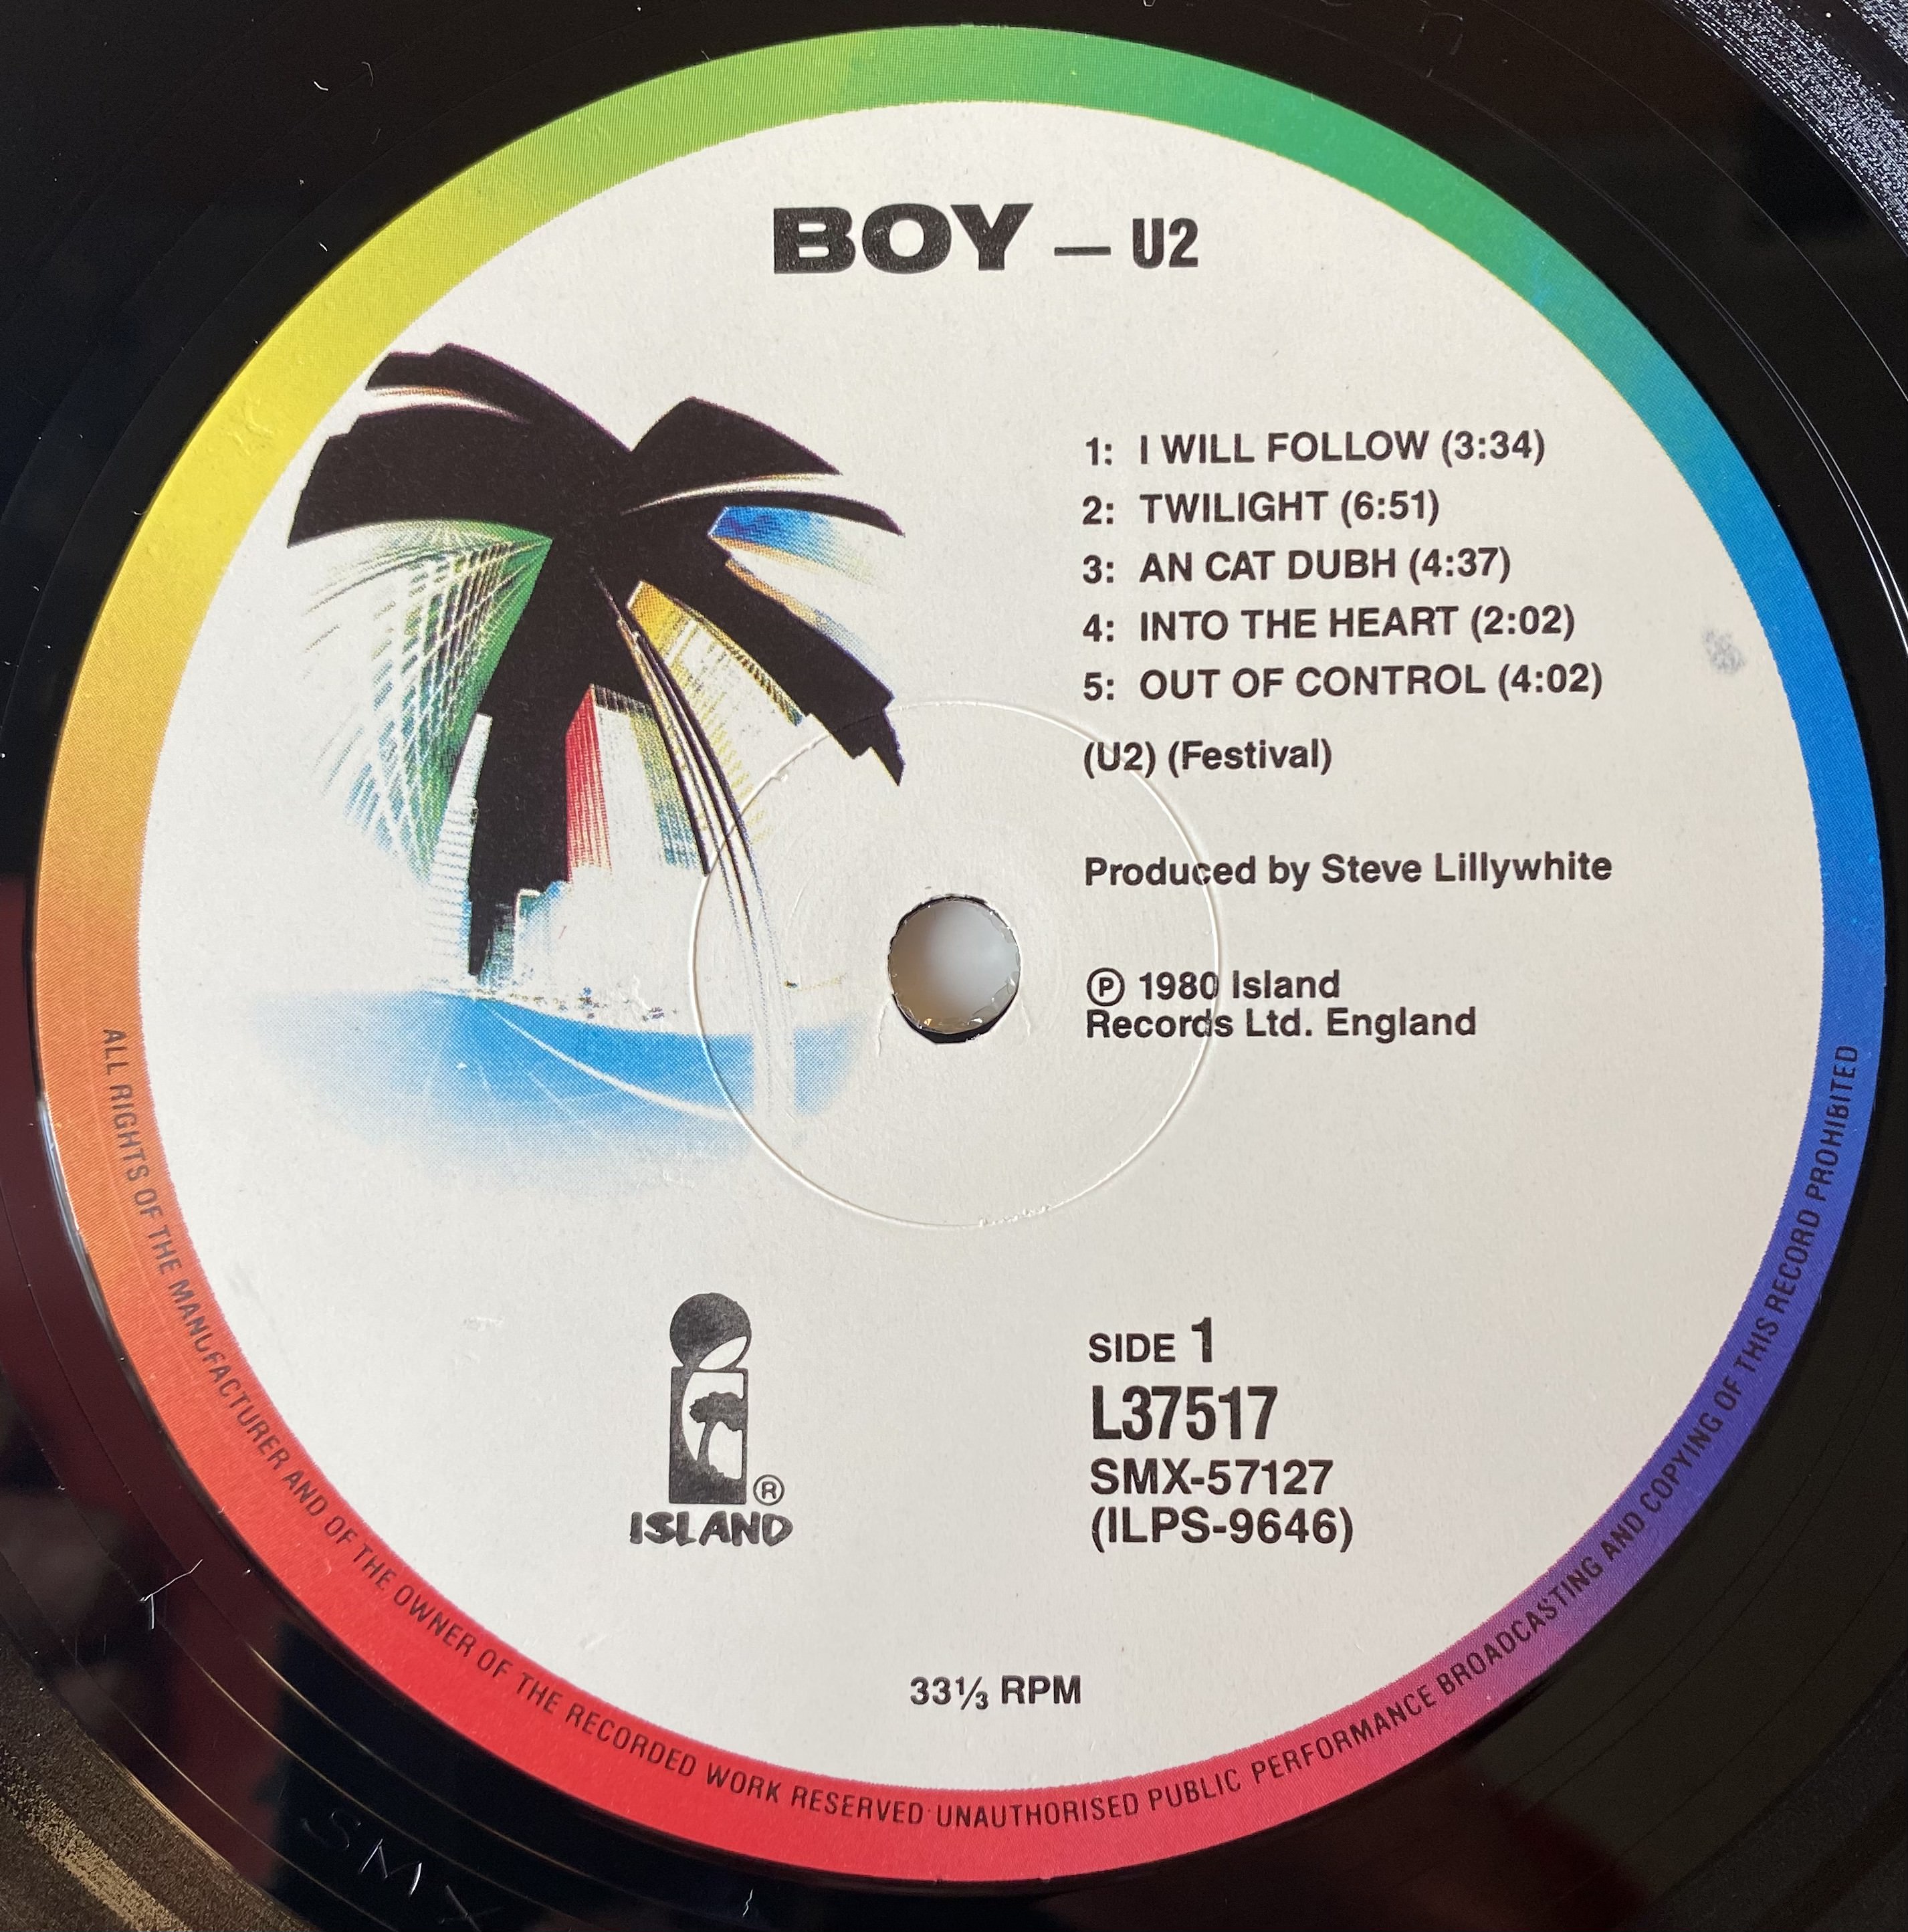 BOY — U2
1: I WILL FOLLOW (3:34)
2: TWILIGHT (6:51)
3: AN CAT DUBH (4:37)
4: INTO THE HEART (2:02)
5: OUT OF CONTROL (4:02)
(U2) (Festival)
Produced by Steve Lillywhite
℗ 1980 Island
Records Ltd. England
SIDE 1
L37517
SMX-57127
(ILPS-9646)
®
ISLAND
33⅓ RPM
ALL RIGHTS OF THE MANUFACTURER AND OF THE OWNER OF THE RECORDED WORK RESERVED · UNAUTHORISED PUBLIC PERFORMANCE BROADCASTING AND COPYING OF THIS RECORD PROHIBITED
SMX